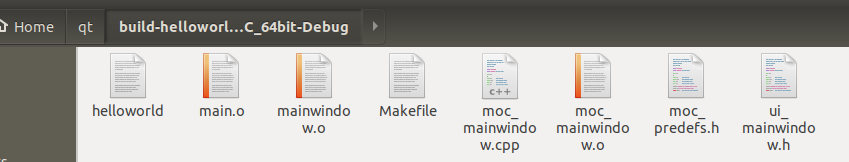 Home qt build-helloworl...C_64bit-Debug
helloworld main.o mainwindo Makefile moc_ moc_ moc_ ui_
w.o mainwindo mainwindo predefs.h mainwindo
w.cpp w.o w.h
c++